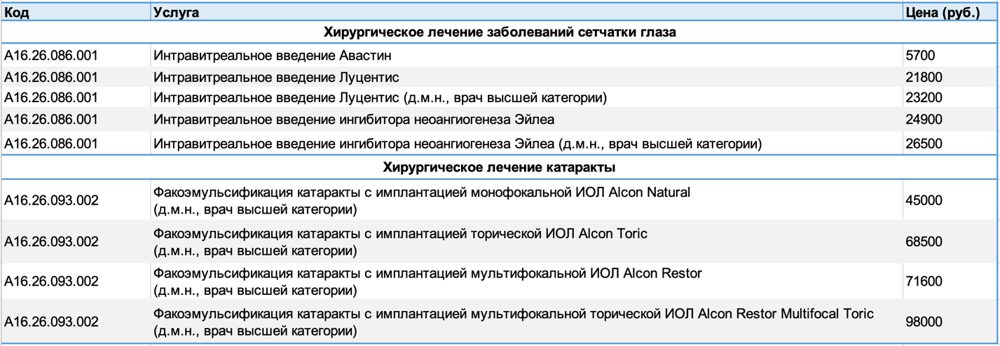 Код Услуга Цена (руб.)
Хирургическое лечение заболеваний сетчатки глаза
A16.26.086.001 Интравитреальное введение Авастин 5700
A16.26.086.001 Интравитреальное введение Луцентис 21800
A16.26.086.001 Интравитреальное введение Луцентис (д.м.н., врач высшей категории) 23200
A16.26.086.001 Интравитреальное введение ингибитора неоангиогенеза Эйлеа 24900
A16.26.086.001 Интравитреальное введение ингибитора неоангиогенеза Эйлеа (д.м.н., врач высшей категории) 26500
Хирургическое лечение катаракты
A16.26.093.002 Факоэмульсификация катаракты с имплантацией монофокальной ИОЛ Alcon Natural
(д.м.н., врач высшей категории) 45000
A16.26.093.002 Факоэмульсификация катаракты с имплантацией торической ИОЛ Alcon Toric
(д.м.н., врач высшей категории) 68500
A16.26.093.002 Факоэмульсификация катаракты с имплантацией мультифокальной ИОЛ Alcon Restor
(д.м.н., врач высшей категории) 71600
A16.26.093.002 Факоэмульсификация катаракты с имплантацией мультифокальной торической ИОЛ Alcon Restor Multifocal Toric
(д.м.н., врач высшей категории) 98000